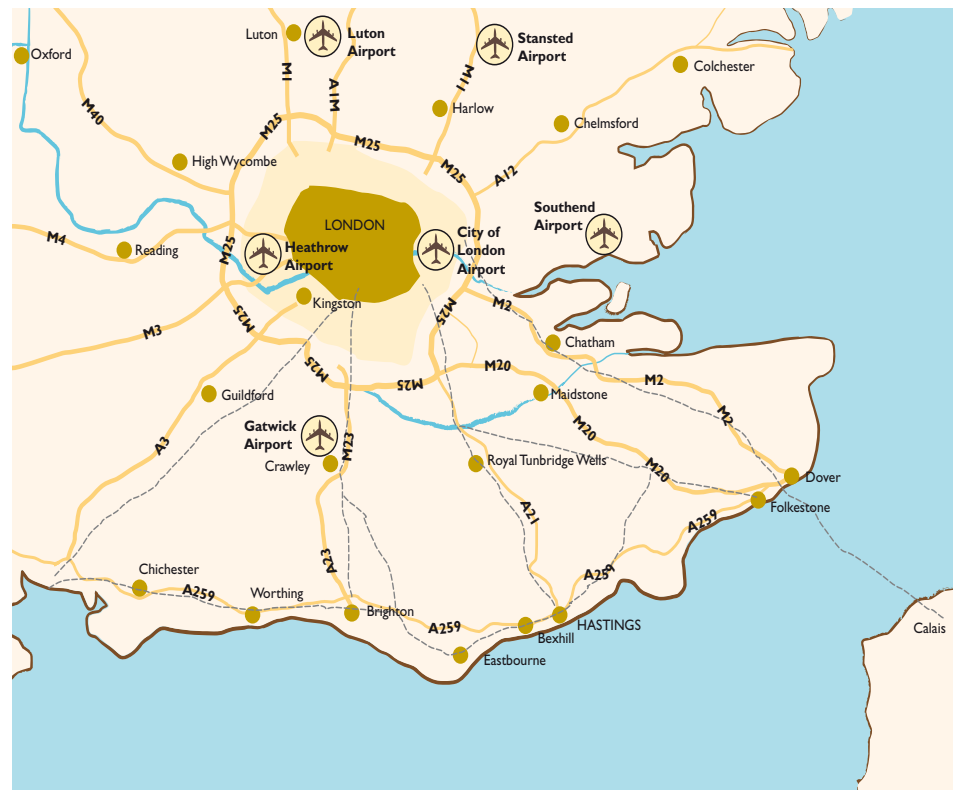 Luton
Luton
Airport
Stansted
Airport
Oxford
Colchester
M1
A1M
M11
M40
Harlow
Chelmsford
M25
M25
M25
High Wycombe
A12
Southend
Airport
LONDON
City of
London
Airport
M4
Reading
M25
Heathrow
Airport
Kingston
M2
M25
M25
M3
Chatham
M25
M25
M20
M2
Guildford
Maidstone
Gatwick
Airport
M2
M20
A3
M23
Crawley
Royal Tunbridge Wells
M20
Dover
Folkestone
A21
A259
A23
Chichester
A259
A259
Worthing
Brighton
A259
HASTINGS
Bexhill
Calais
Eastbourne